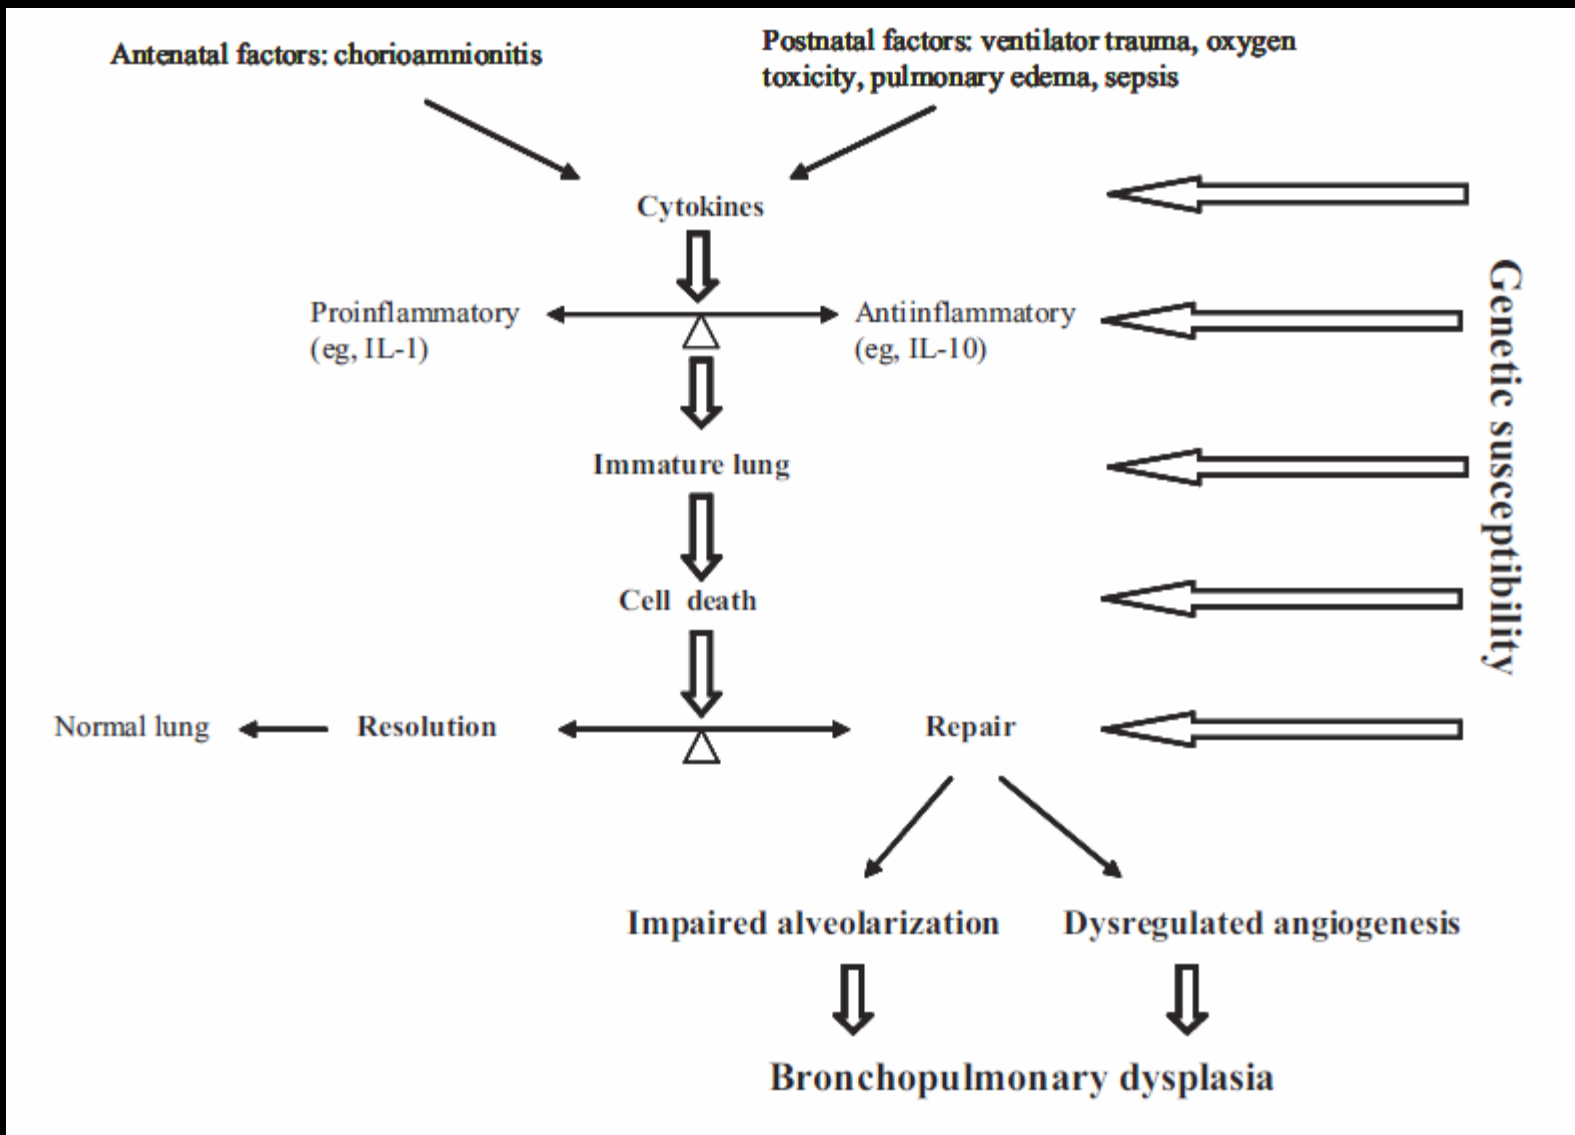 Antenatal factors: chorioamnionitis
Postnatal factors: ventilator trauma, oxygen
toxicity, pulmonary edema, sepsis
Cytokines
Proinflammatory
(eg, IL-1)
Antiinflammatory
(eg, IL-10)
Genetic susceptibility
Immature lung
Cell death
Normal lung
Resolution
Repair
Impaired alveolarization
Dysregulated angiogenesis
Bronchopulmonary dysplasia